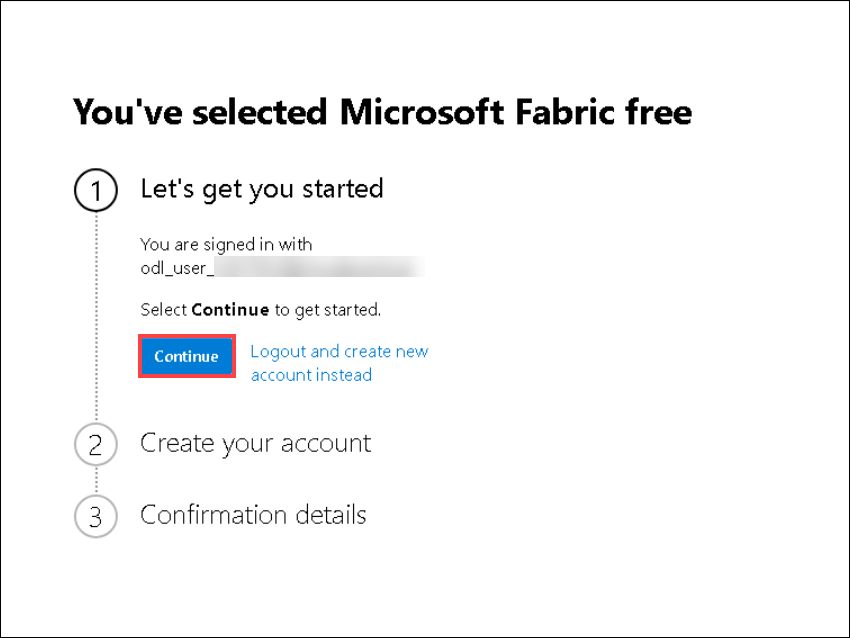 You've selected Microsoft Fabric free
1 Let's get you started
You are signed in with
odl_user_
Select Continue to get started.
Continue
Logout and create new
account instead
2 Create your account
3 Confirmation details